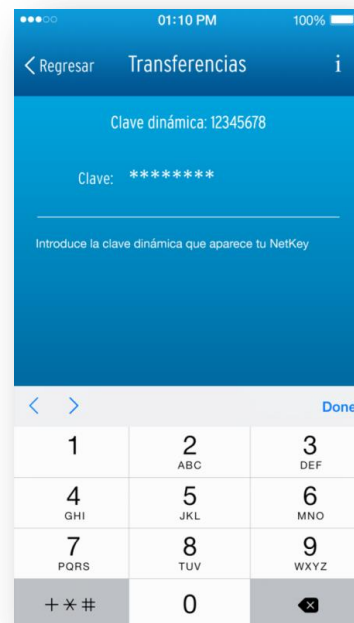 01:10 PM 100%
Regresar Transferencias i
Clave dinámica: 12345678
Clave: ********
Introduce la clave dinámica que aparece tu NetKey
Done
1 2 3
ABC DEF
4 5 6
GHI JKL MNO
7 8 9
PQRS TUV WXYZ
+*# 0